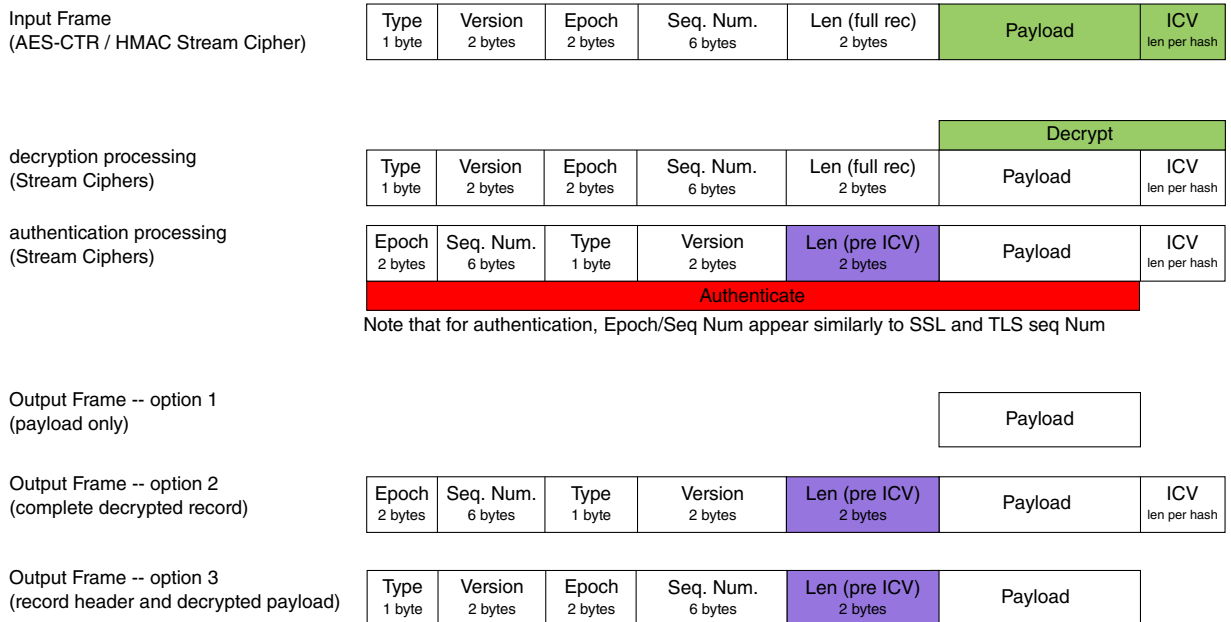 Input Frame
(AES-CTR / HMAC Stream Cipher)
Type
1 byte
Version
2 bytes
Epoch
2 bytes
Seq. Num.
6 bytes
Len (full rec)
2 bytes
Payload
ICV
len per hash
Decrypt
decryption processing
(Stream Ciphers)
Type
1 byte
Version
2 bytes
Epoch
2 bytes
Seq. Num.
6 bytes
Len (full rec)
2 bytes
Payload
ICV
len per hash
authentication processing
(Stream Ciphers)
Epoch
2 bytes
Seq. Num.
6 bytes
Type
1 byte
Version
2 bytes
Len (pre ICV)
2 bytes
Payload
ICV
len per hash
Authenticate
Note that for authentication, Epoch/Seq Num appear similarly to SSL and TLS seq Num
Output Frame -- option 1
(payload only)
Payload
Output Frame -- option 2
(complete decrypted record)
Epoch
2 bytes
Seq. Num.
6 bytes
Type
1 byte
Version
2 bytes
Len (pre ICV)
2 bytes
Payload
ICV
len per hash
Output Frame -- option 3
(record header and decrypted payload)
Type
1 byte
Version
2 bytes
Epoch
2 bytes
Seq. Num.
6 bytes
Len (pre ICV)
2 bytes
Payload